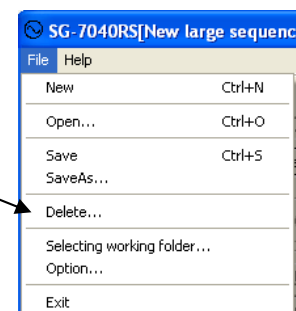 SG-7040RS[New large sequenc
File Help
New Ctrl+N
Open... Ctrl+O
Save Ctrl+S
SaveAs...
Delete...
Selecting working folder...
Option...
Exit